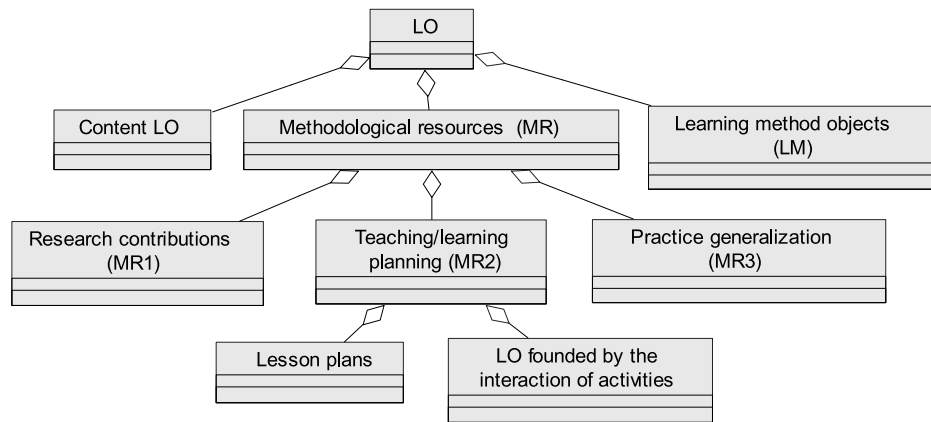 LO
Content LO
Methodological resources (MR)
Learning method objects
(LM)
Research contributions
(MR1)
Teaching/learning
planning (MR2)
Practice generalization
(MR3)
Lesson plans
LO founded by the
interaction of activities